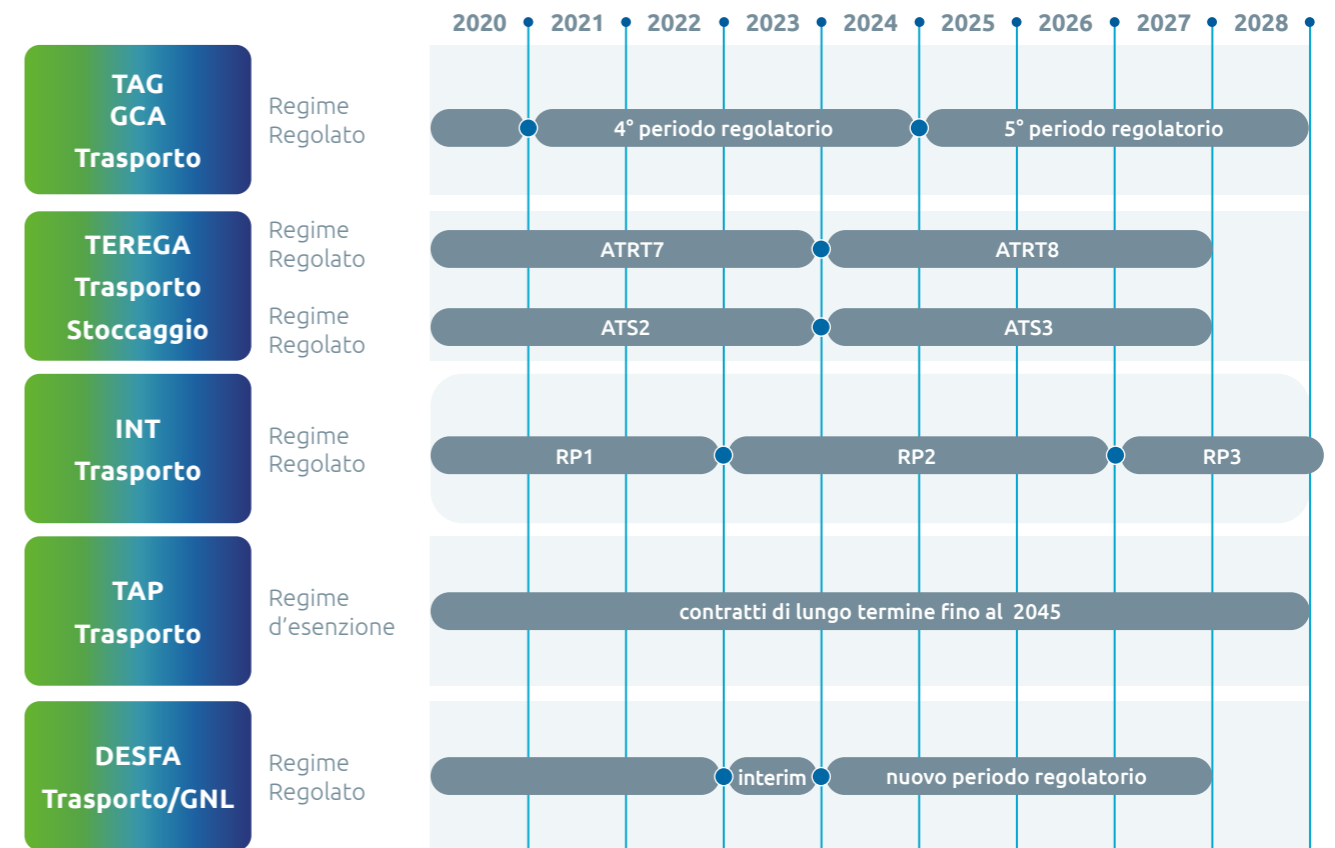 2020 2021 2022 2023 2024 2025 2026 2027 2028
TAG
GCA
Trasporto
Regime
Regolato
4° periodo regolatorio
5° periodo regolatorio
TEREGA
Trasporto
Stoccaggio
Regime
Regolato
ATRT7
ATRT8
Regime
Regolato
ATS2
ATS3
INT
Trasporto
Regime
Regolato
RP1
RP2
RP3
TAP
Trasporto
Regime
d'esenzione
contratti di lungo termine fino al 2045
DESFA
Trasporto/GNL
Regime
Regolato
interim
nuovo periodo regolatorio